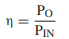 η = P_O / P_IN